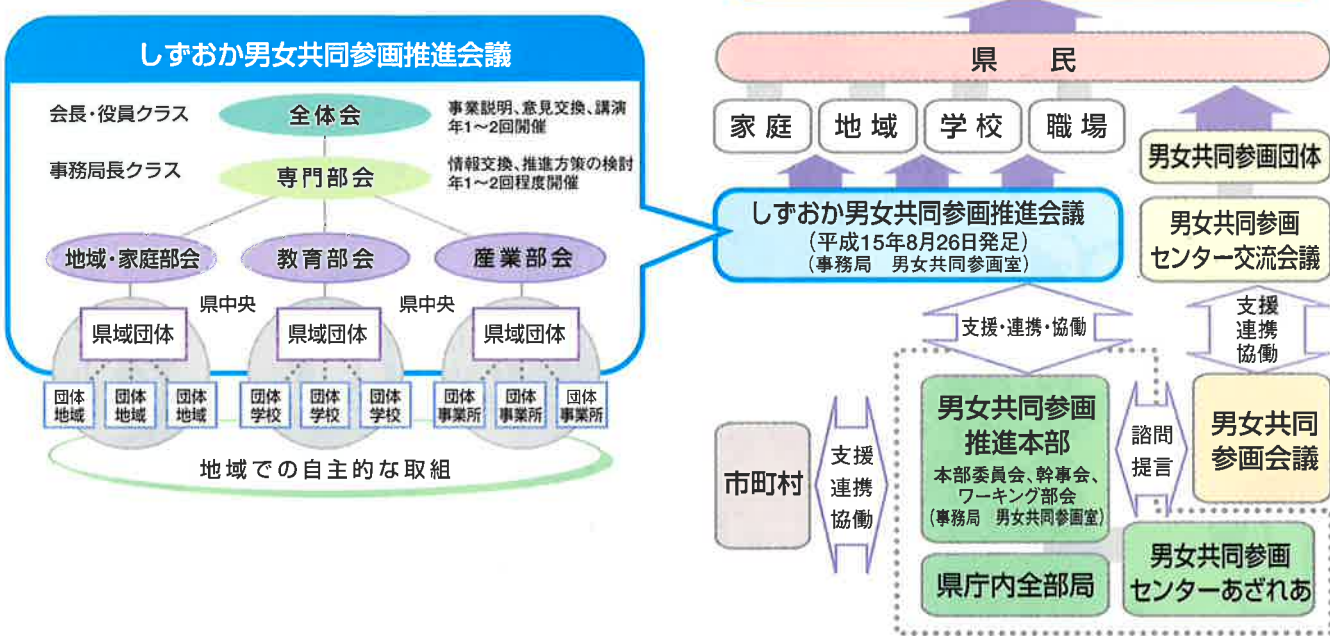 しずおか男女共同参画推進会議
会長・役員クラス
全体会
事業説明、意見交換、講演
年1～2回開催
事務局長クラス
専門部会
情報交換、推進方策の検討
年1～2回程度開催
地域・家庭部会
教育部会
産業部会
県中央
県中央
県域団体
県域団体
県域団体
団体
地域
団体
地域
団体
地域
団体
学校
団体
学校
団体
学校
団体
事業所
団体
事業所
団体
事業所
地域での自主的な取組
県民
家庭
地域
学校
職場
男女共同参画団体
しずおか男女共同参画推進会議
(平成15年8月26日発足)
(事務局 男女共同参画室)
男女共同参画
センター交流会議
支援・連携・協働
支援
連携
協働
市町村
支援
連携
協働
男女共同参画
推進本部
本部委員会、幹事会、
ワーキング部会
(事務局 男女共同参画室)
諮問
提言
男女共同
参画会議
県庁内全部局
男女共同参画
センターあざれあ